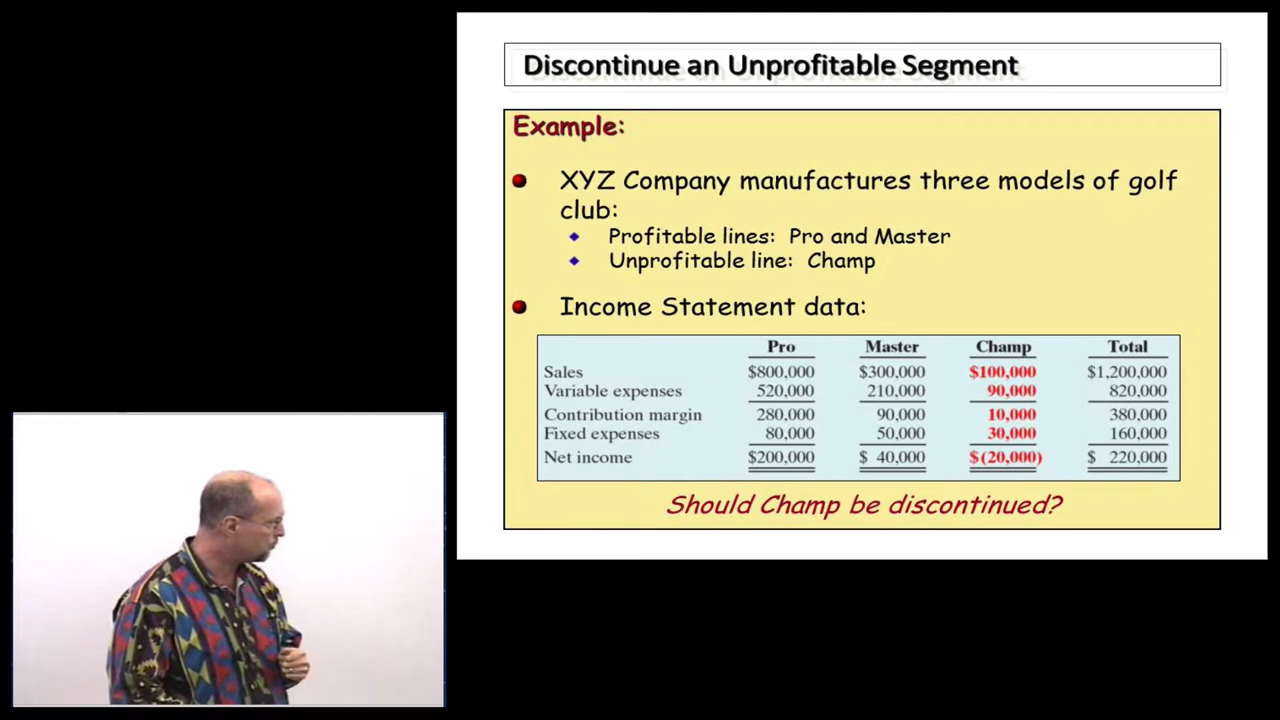 Discontinue an Unprofitable Segment
Example:
XYZ Company manufactures three models of golf
club:
Profitable lines: Pro and Master
Unprofitable line: Champ
Income Statement data:
Pro Master Champ Total
Sales $800,000 $300,000 $100,000 $1,200,000
Variable expenses 520,000 210,000 90,000 820,000
Contribution margin 280,000 90,000 10,000 380,000
Fixed expenses 80,000 50,000 30,000 160,000
Net income $200,000 $ 40,000 $(20,000) $ 220,000
Should Champ be discontinued?